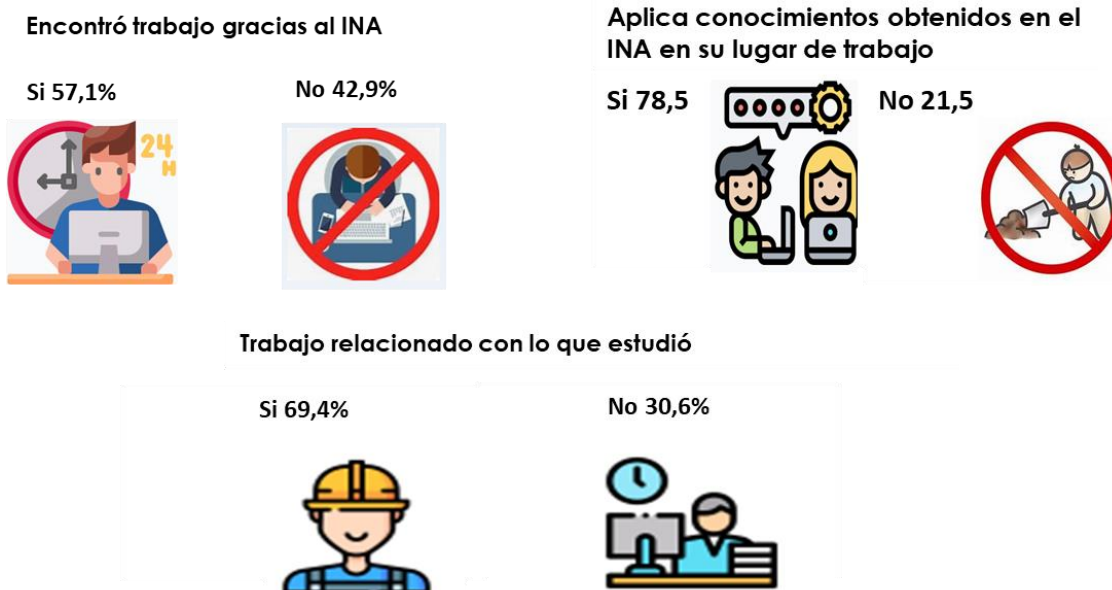 Encontró trabajo gracias al INA
Si 57,1%
No 42,9%
24
H
Aplica conocimientos obtenidos en el
INA en su lugar de trabajo
Si 78,5
No 21,5
Trabajo relacionado con lo que estudió
Si 69,4%
No 30,6%